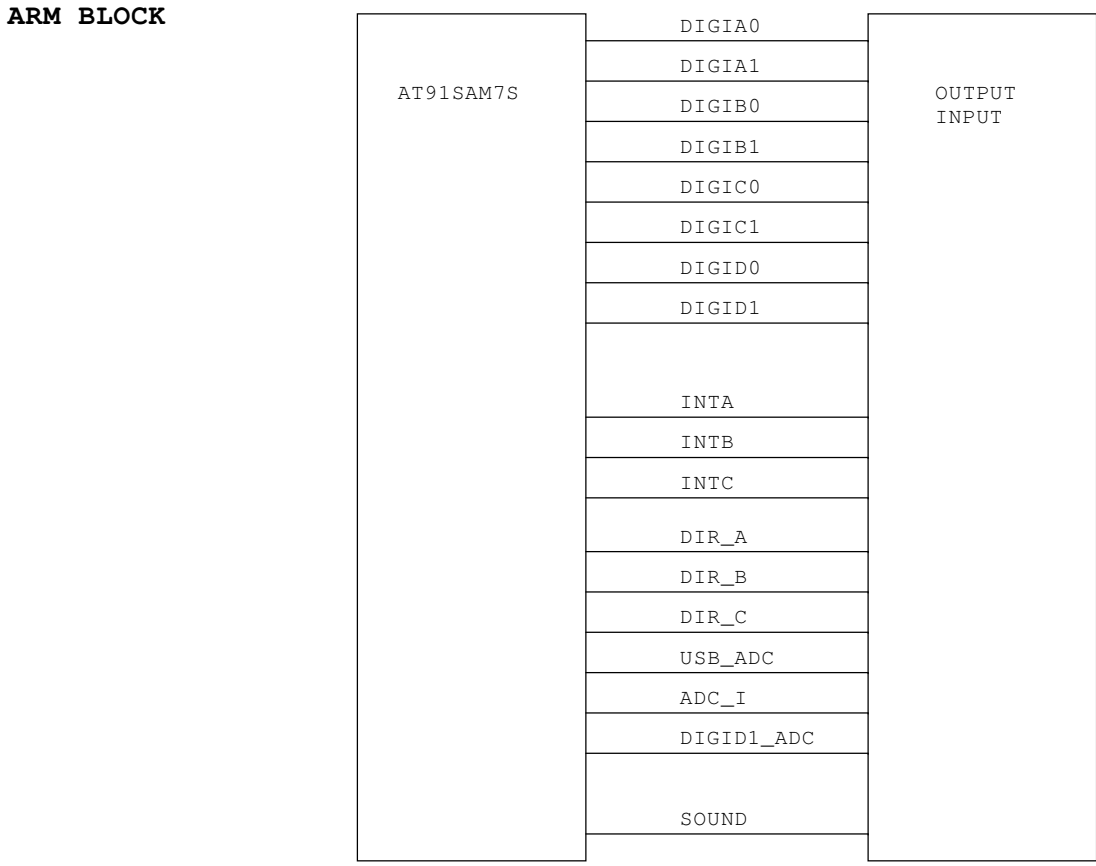 ARM BLOCK
AT91SAM7S
DIGIA0
DIGIA1
DIGIB0
DIGIB1
DIGIC0
DIGIC1
DIGID0
DIGID1
INTA
INTB
INTC
DIR_A
DIR_B
DIR_C
USB_ADC
ADC_I
DIGID1_ADC
SOUND
OUTPUT
INPUT